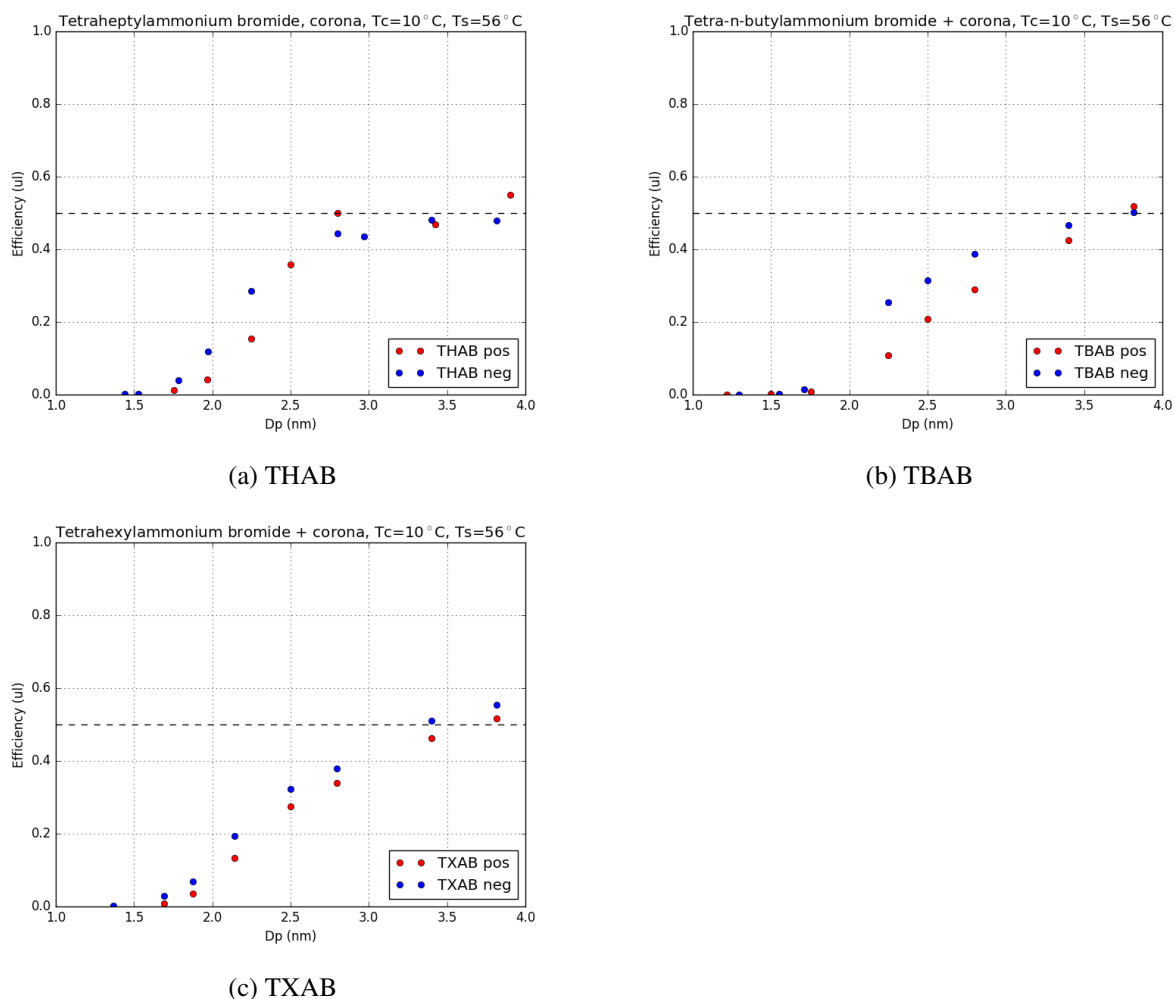 Tetraheptylammonium bromide, corona, Tc=10°C, Ts=56°C
1.0
0.8
0.6
0.4
0.2
0.0
Efficiency (ul)
THAB pos
THAB neg
1.0 1.5 2.0 2.5 3.0 3.5 4.0
Dp (nm)
(a) THAB
Tetra-n-butylammonium bromide + corona, Tc=10°C, Ts=56°C
1.0
0.8
0.6
0.4
0.2
0.0
Efficiency (ul)
TBAB pos
TBAB neg
1.0 1.5 2.0 2.5 3.0 3.5 4.0
Dp (nm)
(b) TBAB
Tetrahexylammonium bromide + corona, Tc=10°C, Ts=56°C
1.0
0.8
0.6
0.4
0.2
0.0
Efficiency (ul)
TXAB pos
TXAB neg
1.0 1.5 2.0 2.5 3.0 3.5 4.0
Dp (nm)
(c) TXAB